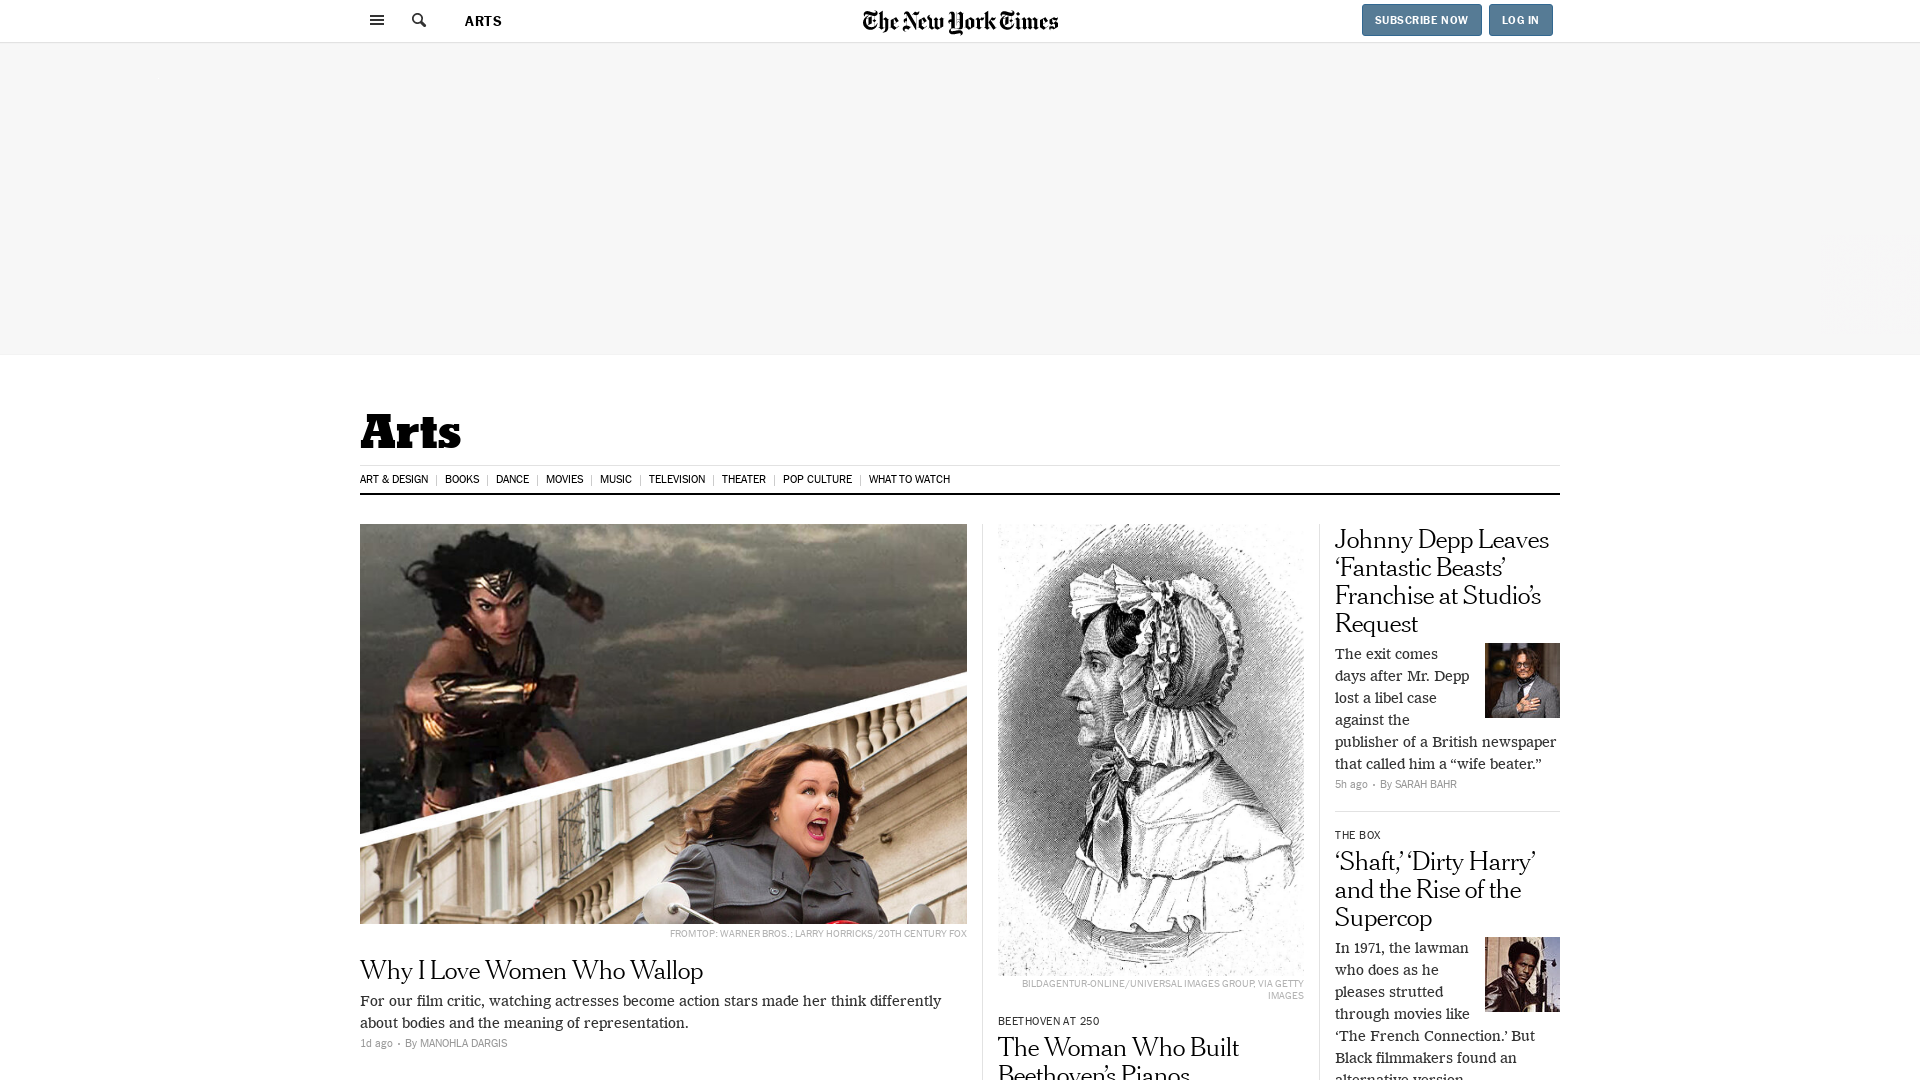 ARTS
The New York Times
SUBSCRIBE NOW
LOG IN
Arts
ART & DESIGN
BOOKS
DANCE
MOVIES
MUSIC
TELEVISION
THEATER
POP CULTURE
WHAT TO WATCH
FROM TOP: WARNER BROS.; LARRY HORRICKS/20TH CENTURY FOX
Why I Love Women Who Wallop
For our film critic, watching actresses become action stars made her think differently
about bodies and the meaning of representation.
1d ago • By MANOHLA DARGIS
BILDAGENTUR-ONLINE/UNIVERSAL IMAGES GROUP, VIA GETTY
IMAGES
BEETHOVEN AT 250
The Woman Who Built
Beethoven’s Pianos
Johnny Depp Leaves
‘Fantastic Beasts’
Franchise at Studio’s
Request
The exit comes
days after Mr. Depp
lost a libel case
against the
publisher of a British newspaper
that called him a “wife beater.”
5h ago • By SARAH BAHR
THE BOX
‘Shaft,’ ‘Dirty Harry’
and the Rise of the
Supercop
In 1971, the lawman
who does as he
pleases strutted
through movies like
‘The French Connection.’ But
Black filmmakers found an
alternative version